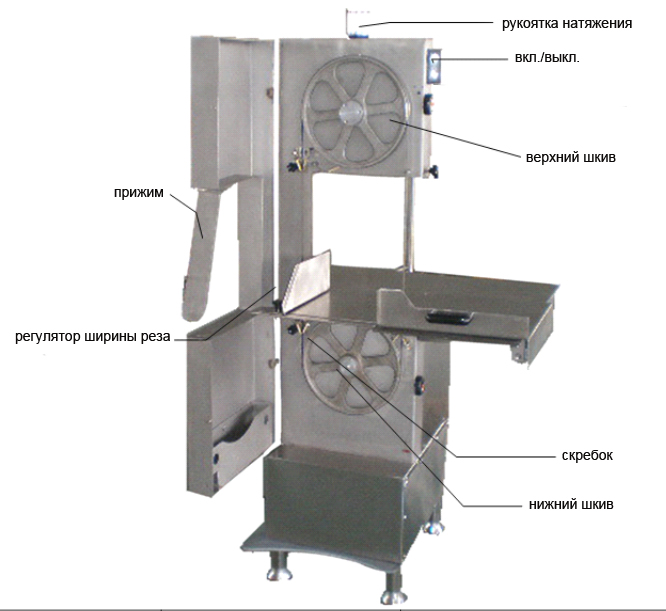 рукоятка натяжения
вкл./выкл.
верхний шкив
прижим
регулятор ширины реза
скребок
нижний шкив